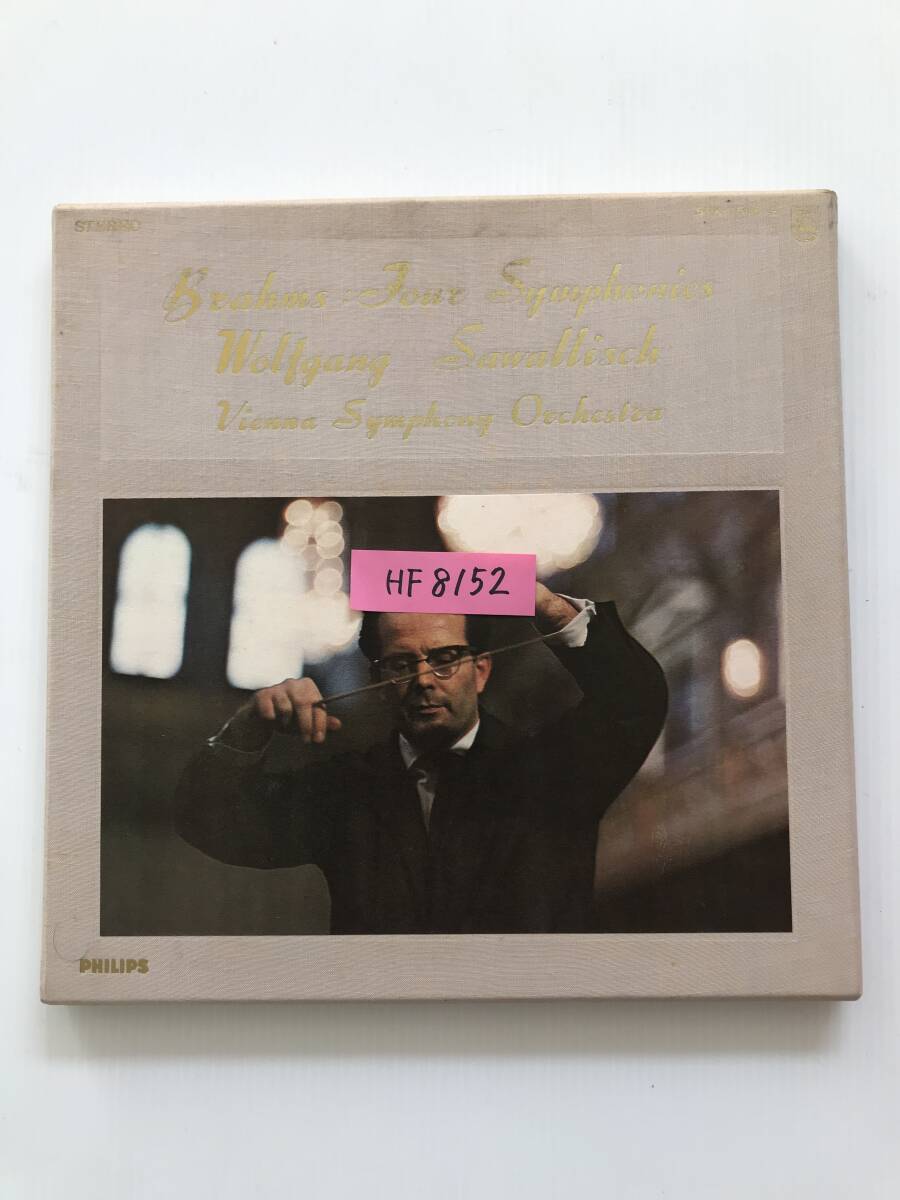 STEREO
Brahms : Four Symphonies
Wolfgang Sawallisch
Vienna Symphony Orchestra
HF 8152
PHILIPS